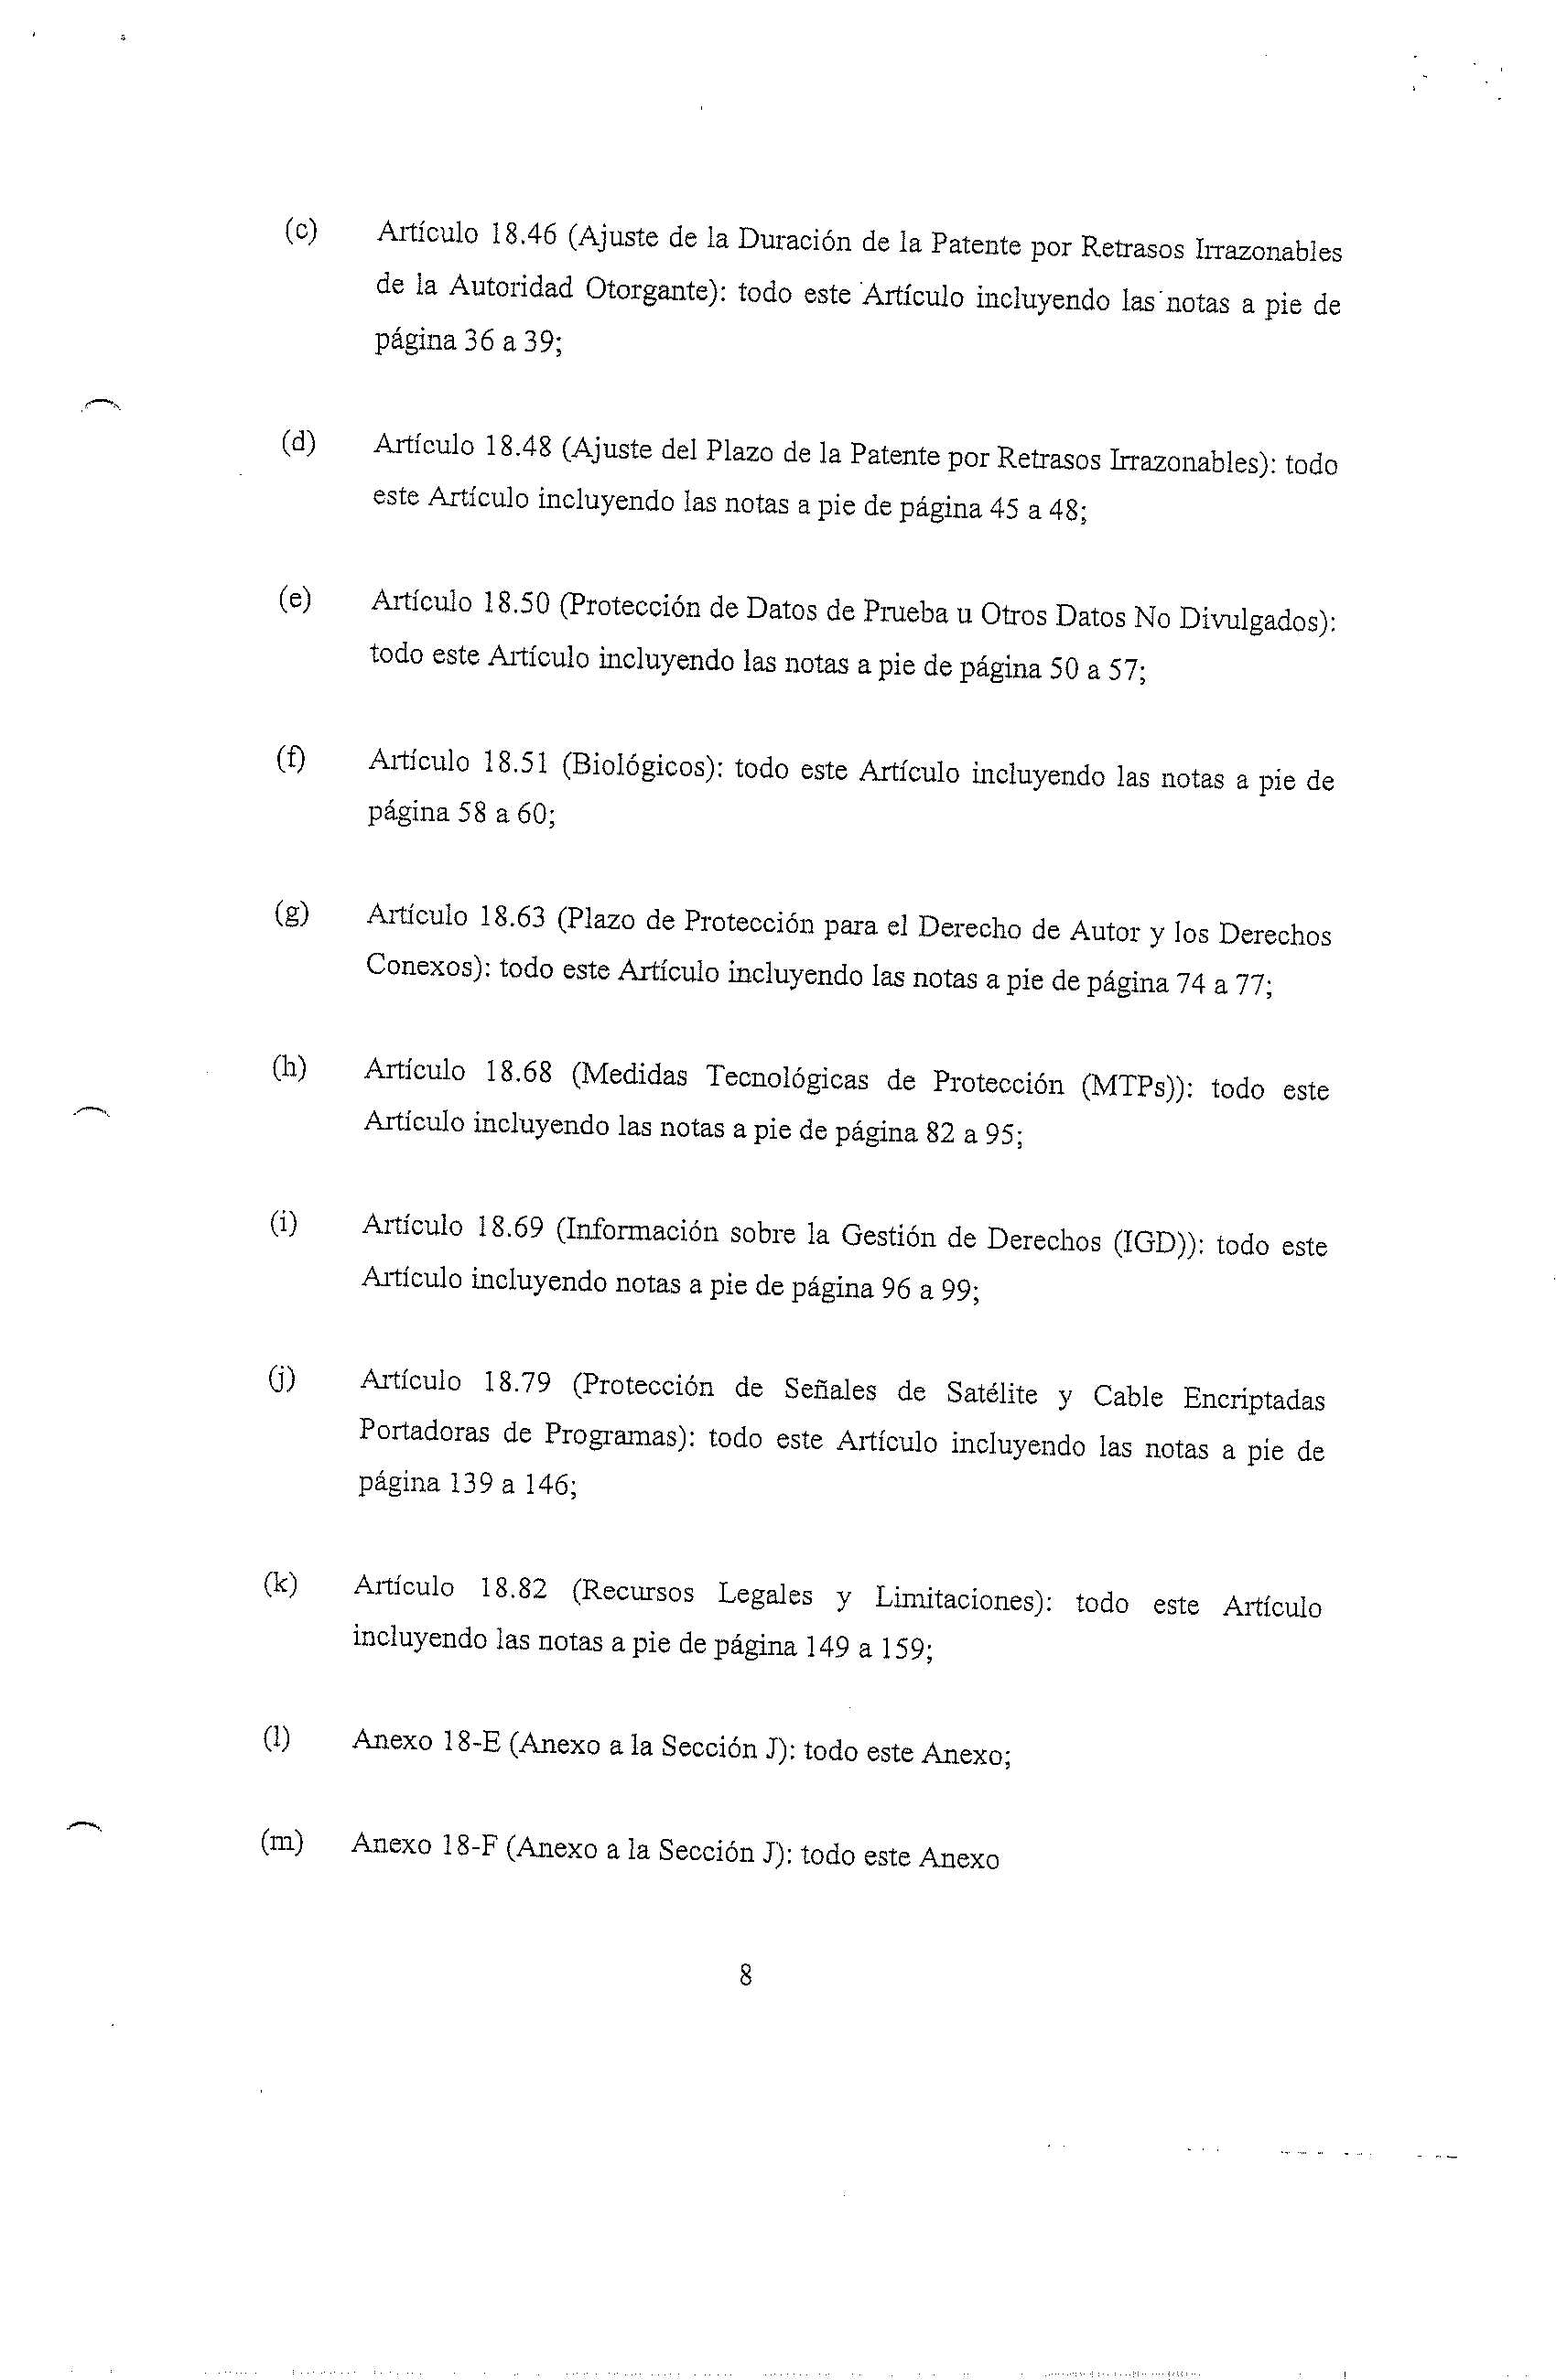 (c) Artículo 18.46 (Ajuste de la Duración de la Patente por Retrasos Irrazonables
de la Autoridad Otorgante): todo este Artículo incluyendo las notas a pie de
página 36 a 39;
(d) Artículo 18.48 (Ajuste del Plazo de la Patente por Retrasos Irrazonables): todo
este Artículo incluyendo las notas a pie de página 45 a 48;
(e) Artículo 18.50 (Protección de Datos de Prueba u Otros Datos No Divulgados):
todo este Artículo incluyendo las notas a pie de página 50 a 57;
(f) Artículo 18.51 (Biológicos): todo este Artículo incluyendo las notas a pie de
página 58 a 60;
(g) Artículo 18.63 (Plazo de Protección para el Derecho de Autor y los Derechos
Conexos): todo este Artículo incluyendo las notas a pie de página 74 a 77;
(h) Artículo 18.68 (Medidas Tecnológicas de Protección (MTPs)): todo este
Artículo incluyendo las notas a pie de página 82 a 95;
(i) Artículo 18.69 (Información sobre la Gestión de Derechos (IGD)): todo este
Artículo incluyendo notas a pie de página 96 a 99;
(j) Artículo 18.79 (Protección de Señales de Satélite y Cable Encriptadas
Portadoras de Programas): todo este Artículo incluyendo las notas a pie de
página 139 a 146;
(k) Artículo 18.82 (Recursos Legales y Limitaciones): todo este Artículo
incluyendo las notas a pie de página 149 a 159;
(l) Anexo 18-E (Anexo a la Sección J): todo este Anexo;
(m) Anexo 18-F (Anexo a la Sección J): todo este Anexo
8